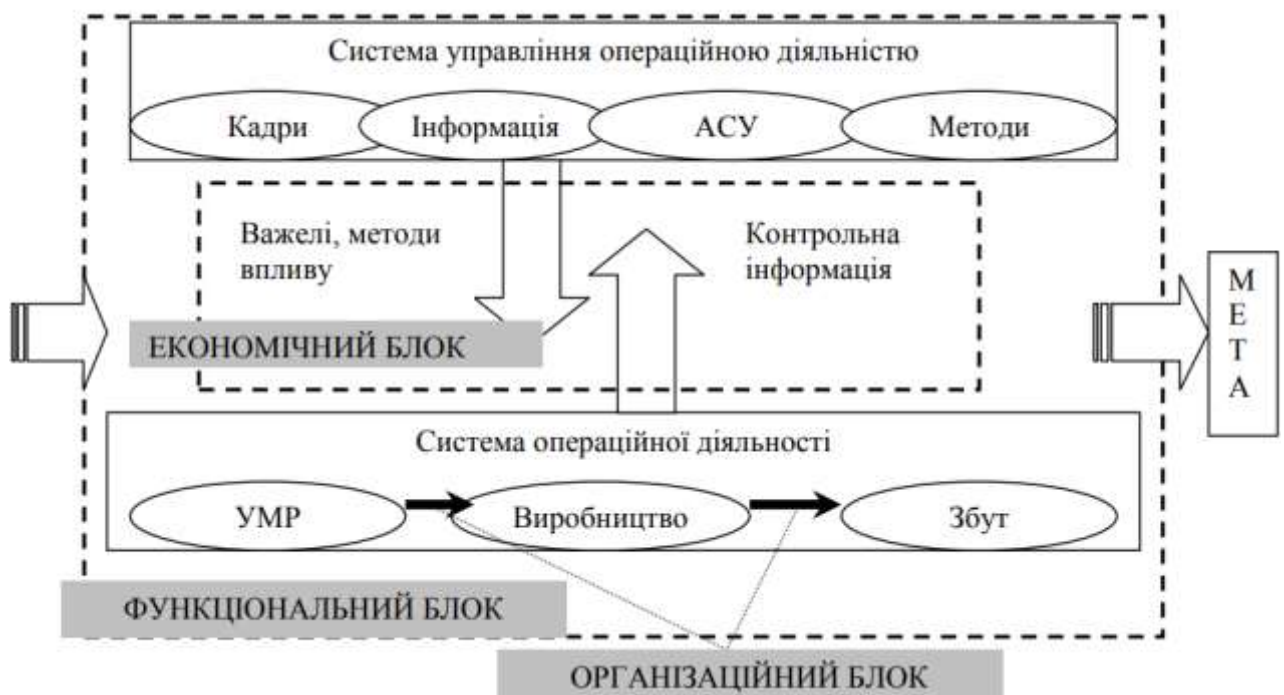 Система управління операційною діяльністю
Кадри
Інформація
АСУ
Методи
Важелі, методи
впливу
Контрольна
інформація
ЕКОНОМІЧНИЙ БЛОК
М
Е
Т
А
Система операційної діяльності
УМР
Виробництво
Збут
ФУНКЦІОНАЛЬНИЙ БЛОК
ОРГАНІЗАЦІЙНИЙ БЛОК